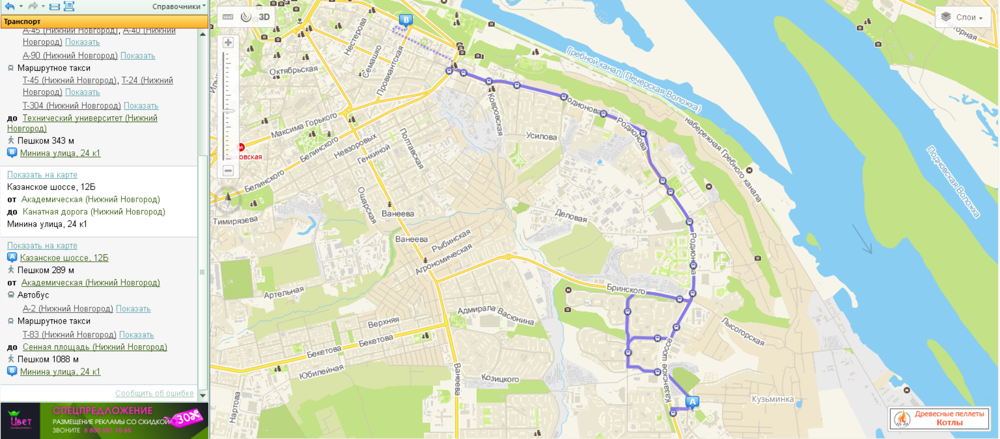 Справочники
Транспорт
А-45 (Нижний Новгород), А-40 (Нижний
Новгород) Показать
А-90 (Нижний Новгород) Показать
Маршрутное такси
Т-45 (Нижний Новгород), Т-24 (Нижний
Новгород) Показать
Т-304 (Нижний Новгород) Показать
до Технический университет (Нижний
Новгород)
Пешком 343 м
B Минина улица, 24 к1
Показать на карте
Казанское шоссе, 12Б
от Академическая (Нижний Новгород)
до Канатная дорога (Нижний Новгород)
Минина улица, 24 к1
Показать на карте
A Казанское шоссе, 12Б
Пешком 289 м
от Академическая (Нижний Новгород)
Автобус
А-2 (Нижний Новгород) Показать
Маршрутное такси
Т-83 (Нижний Новгород) Показать
до Сенная площадь (Нижний Новгород)
Пешком 1088 м
B Минина улица, 24 к1
Сообщить об ошибке
Цвет
СПЕЦПРЕДЛОЖЕНИЕ
РАЗМЕЩЕНИЕ РЕКЛАМЫ СО СКИДКОЙ
30%
ЗВОНИТЕ 8 800 551 10 65
3D
Слои
B
Нестерова
Семашко
Провиантская
Октябрьская
Гребной канал (Печерская Воложка)
Ковровская
Родионова
Родионова
набережная Гребного канала
Подновская Воложка
Максима Горького
Белинского
Невзоровых
Генкиной
Полтавская
Усилова
М
Белинского
Ошарская
Ванеева
Тимирязева
Деловая
Ванеева
Рыбинская
Агрономическая
Родионова
Артельная
Бринского
Адмирала Васюнина
Верхняя
Лысогорская
Бекетова
Бекетова
Юбилейная
Ванеева
Козицкого
Казанское шоссе
Нартова
A
Кузьминка
Древесные пеллеты
Котлы